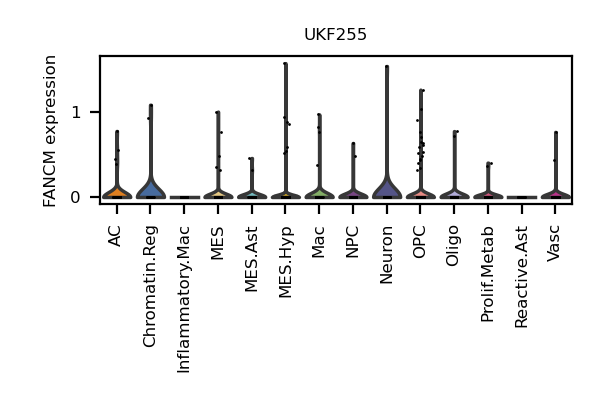 UKF255
FANCM expression
1
0
AC
Chromatin.Reg
Inflammatory.Mac
MES
MES.Ast
MES.Hyp
Mac
NPC
Neuron
OPC
Oligo
Prolif.Metab
Reactive.Ast
Vasc